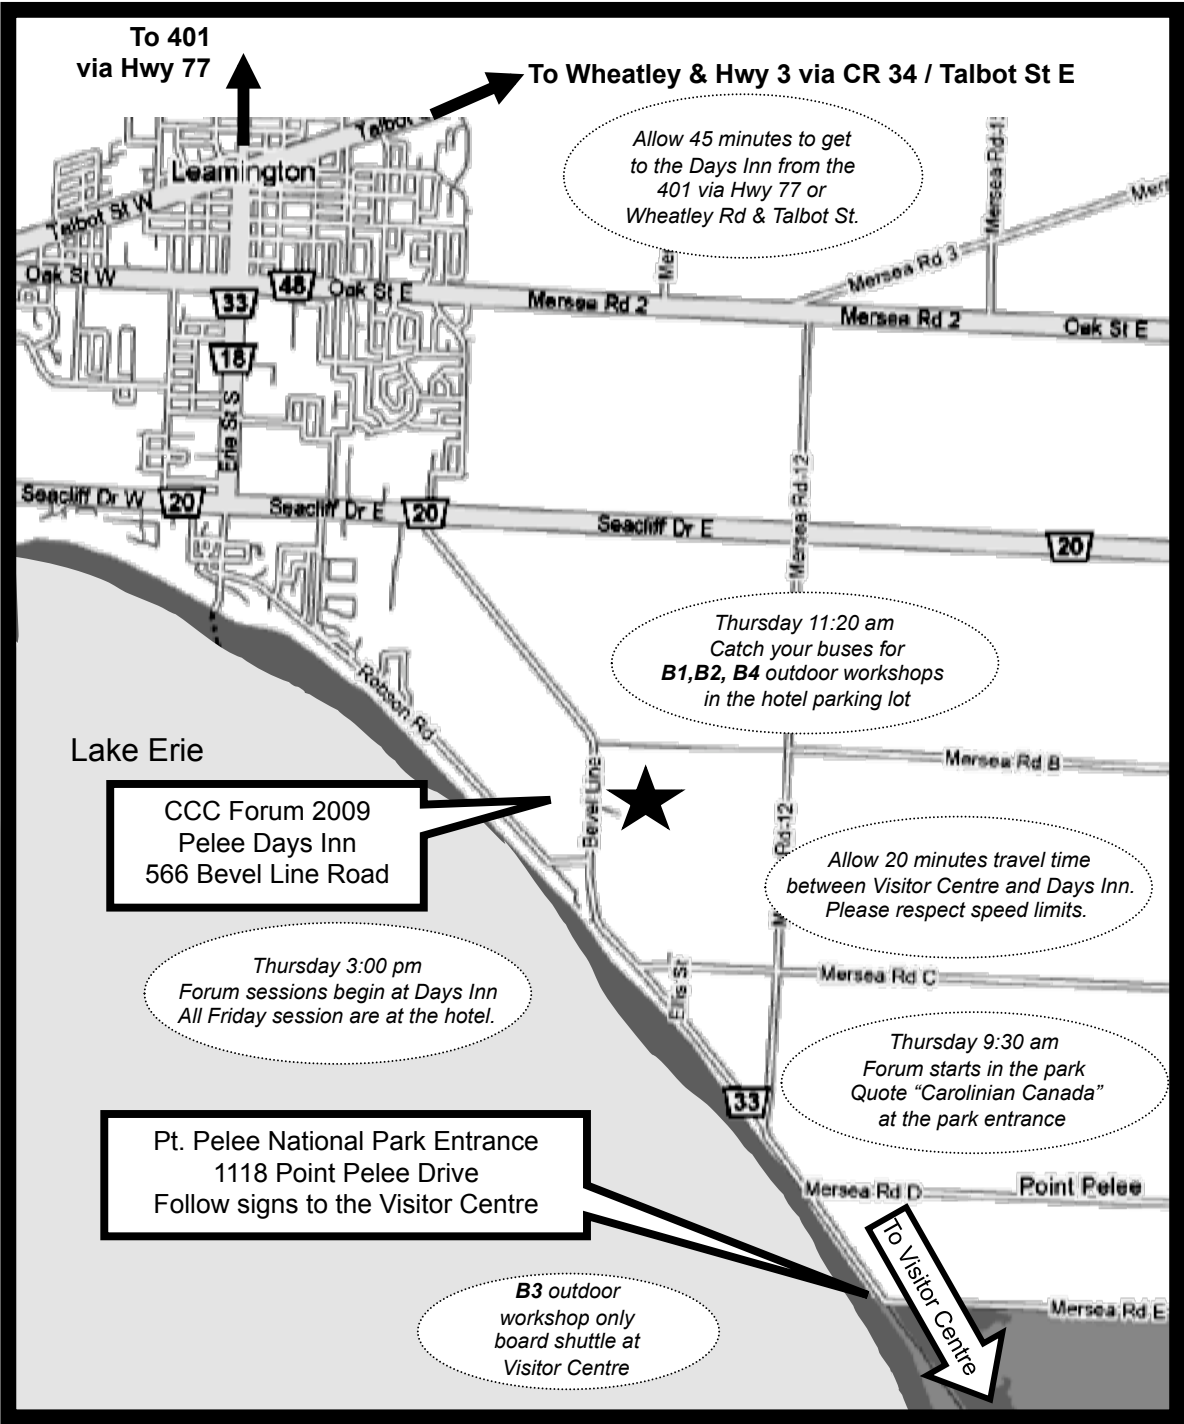 To 401
via Hwy 77
To Wheatley & Hwy 3 via CR 34 / Talbot St E
Talbot
Allow 45 minutes to get
to the Days Inn from the
401 via Hwy 77 or
Wheatley Rd & Talbot St.
Leamington
Talbot St W
Mersea Rd
Oak St W
48
Oak St E
33
Mersea Rd 2
Mersea Rd 3
Mersea Rd 2
Oak St E
18
Erie St S
Mersea Rd-12
Seacliff Dr W
20
Seacliff Dr E
20
Seacliff Dr E
20
Thursday 11:20 am
Catch your buses for
B1,B2, B4 outdoor workshops
in the hotel parking lot
Robson Rd
Lake Erie
Mersea Rd B
Bevel Line
CCC Forum 2009
Pelee Days Inn
566 Bevel Line Road
Rd-12
Allow 20 minutes travel time
between Visitor Centre and Days Inn.
Please respect speed limits.
Thursday 3:00 pm
Forum sessions begin at Days Inn
All Friday session are at the hotel.
Ellis St
Mersea Rd C
Thursday 9:30 am
Forum starts in the park
Quote “Carolinian Canada”
at the park entrance
33
Pt. Pelee National Park Entrance
1118 Point Pelee Drive
Follow signs to the Visitor Centre
Mersea Rd D
Point Pelee
To Visitor Centre
B3 outdoor
workshop only
board shuttle at
Visitor Centre
Mersea Rd E